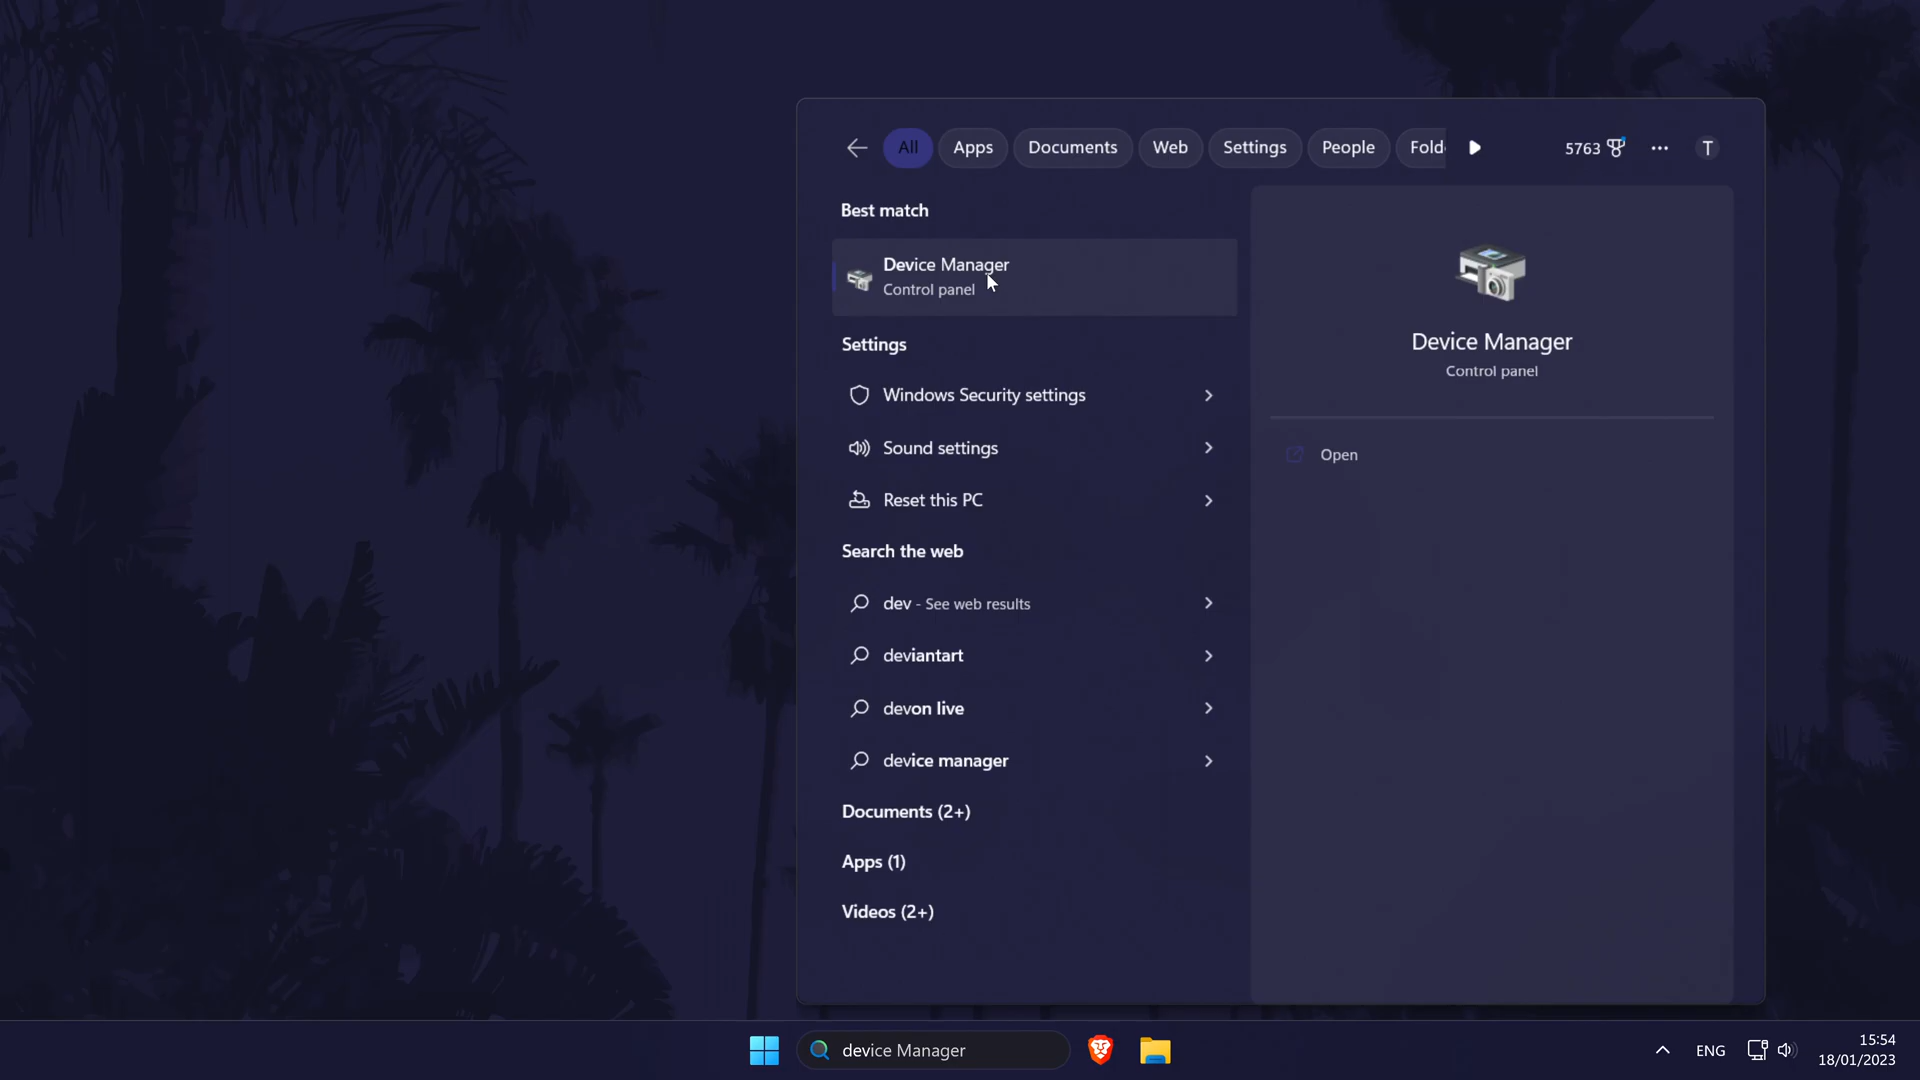 All
Apps
Documents
Web
Settings
People
Fold
5763
T
Best match
Device Manager
Control panel
Settings
Windows Security settings
Sound settings
Reset this PC
Search the web
dev - See web results
deviantart
devon live
device manager
Documents (2+)
Apps (1)
Videos (2+)
Device Manager
Control panel
Open
device Manager
ENG
15:54
18/01/2023